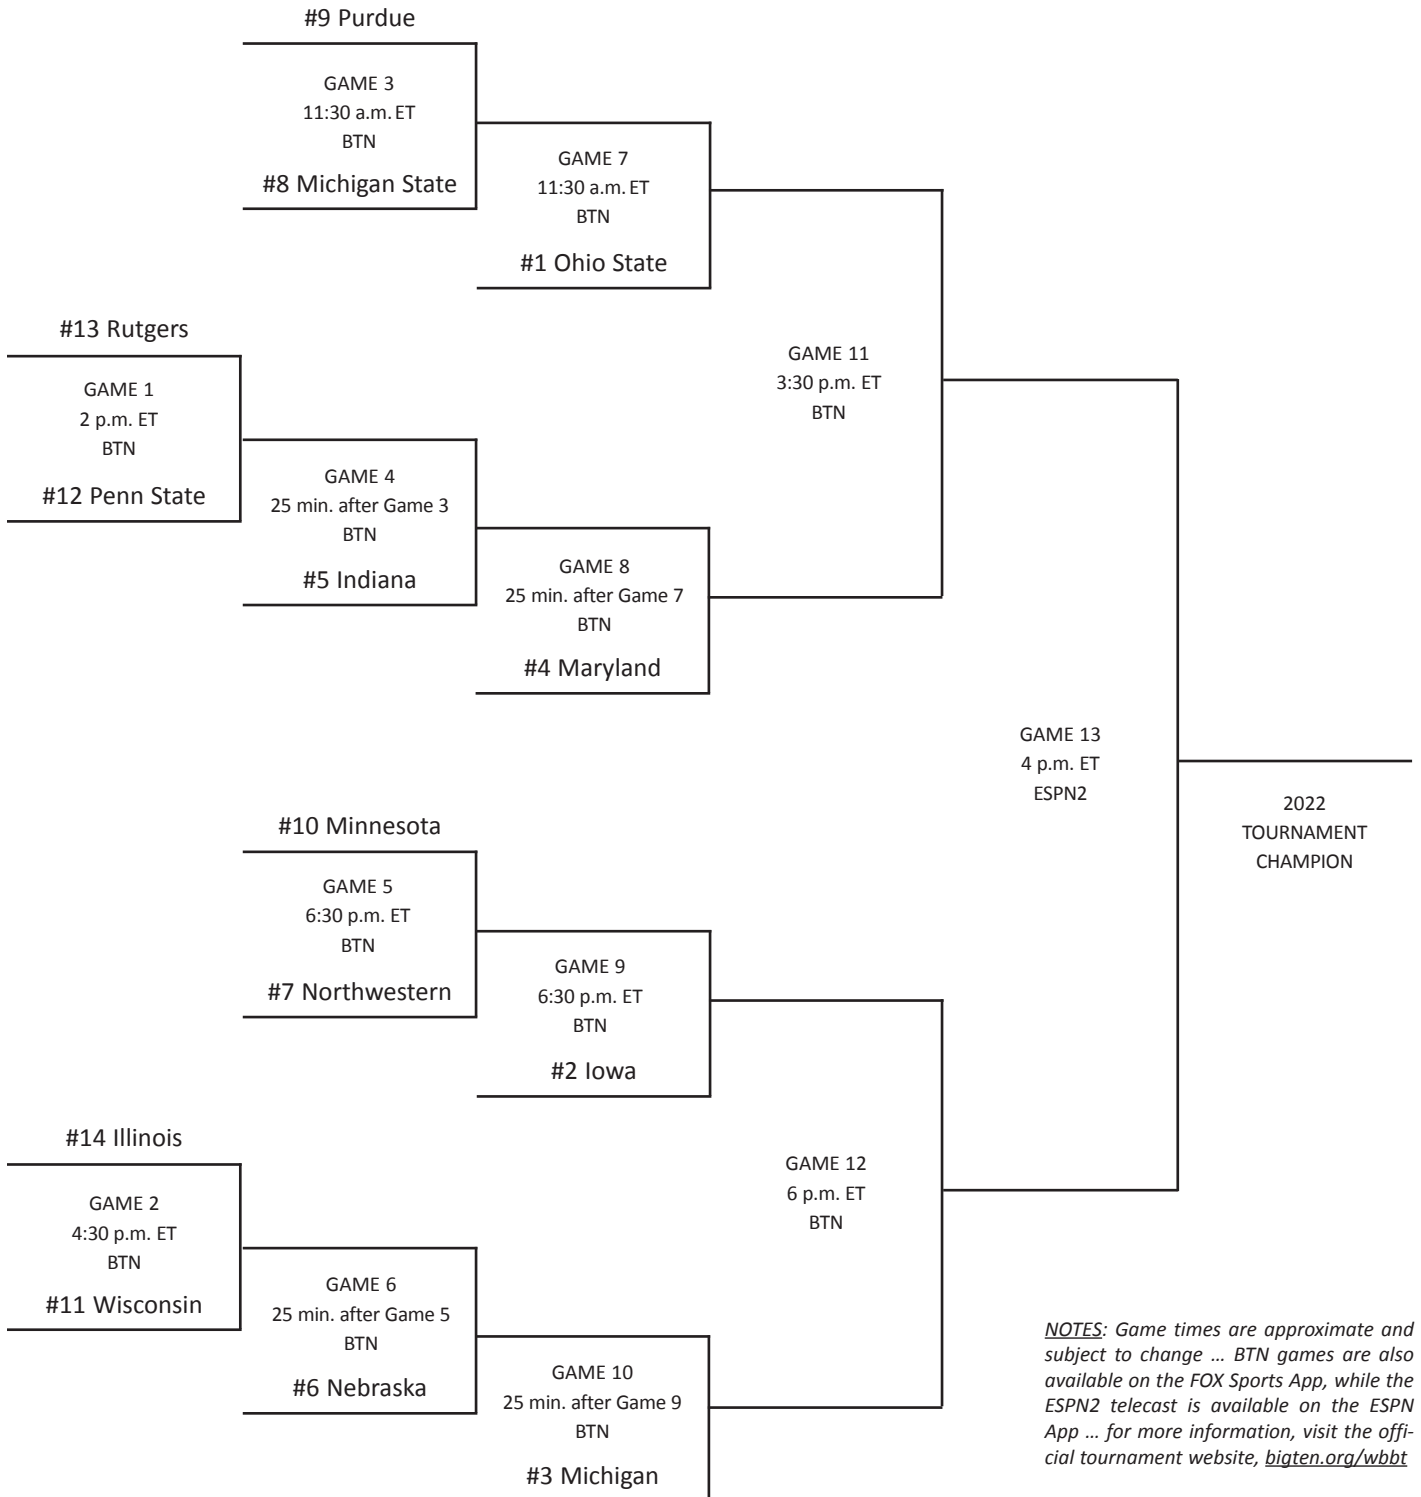 #9 Purdue
GAME 3
11:30 a.m. ET
BTN
#8 Michigan State
GAME 7
11:30 a.m. ET
BTN
#1 Ohio State
#13 Rutgers
GAME 1
2 p.m. ET
BTN
#12 Penn State
GAME 4
25 min. after Game 3
BTN
#5 Indiana
GAME 8
25 min. after Game 7
BTN
#4 Maryland
GAME 11
3:30 p.m. ET
BTN
#10 Minnesota
GAME 5
6:30 p.m. ET
BTN
#7 Northwestern
GAME 9
6:30 p.m. ET
BTN
#2 Iowa
#14 Illinois
GAME 2
4:30 p.m. ET
BTN
#11 Wisconsin
GAME 6
25 min. after Game 5
BTN
#6 Nebraska
GAME 10
25 min. after Game 9
BTN
#3 Michigan
GAME 12
6 p.m. ET
BTN
GAME 13
4 p.m. ET
ESPN2
2022
TOURNAMENT
CHAMPION
NOTES: Game times are approximate and
subject to change ... BTN games are also
available on the FOX Sports App, while the
ESPN2 telecast is available on the ESPN
App ... for more information, visit the offi-
cial tournament website, bigten.org/wbbt